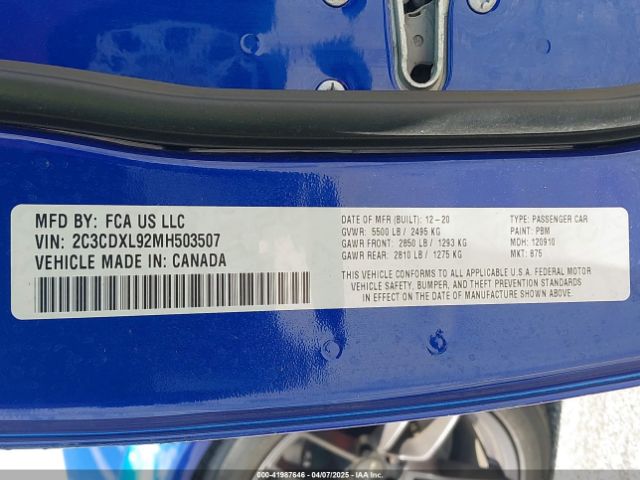 MFD BY: FCA US LLC
VIN: 2C3CDXL92MH503507
VEHICLE MADE IN: CANADA
DATE OF MFR (BUILT): 12-20
GVWR: 5500 LB / 2495 KG
GAWR FRONT: 2850 LB / 1293 KG
GAWR REAR: 2810 LB / 1275 KG
TYPE: PASSENGER CAR
PAINT: PBM
MDH: 120910
MKT: B75
THIS VEHICLE CONFORMS TO ALL APPLICABLE U.S.A. FEDERAL MOTOR
VEHICLE SAFETY, BUMPER, AND THEFT PREVENTION STANDARDS
IN EFFECT ON THE DATE OF MANUFACTURE SHOWN ABOVE.
000-41987646 - 04/07/2025 - IAAI.COM